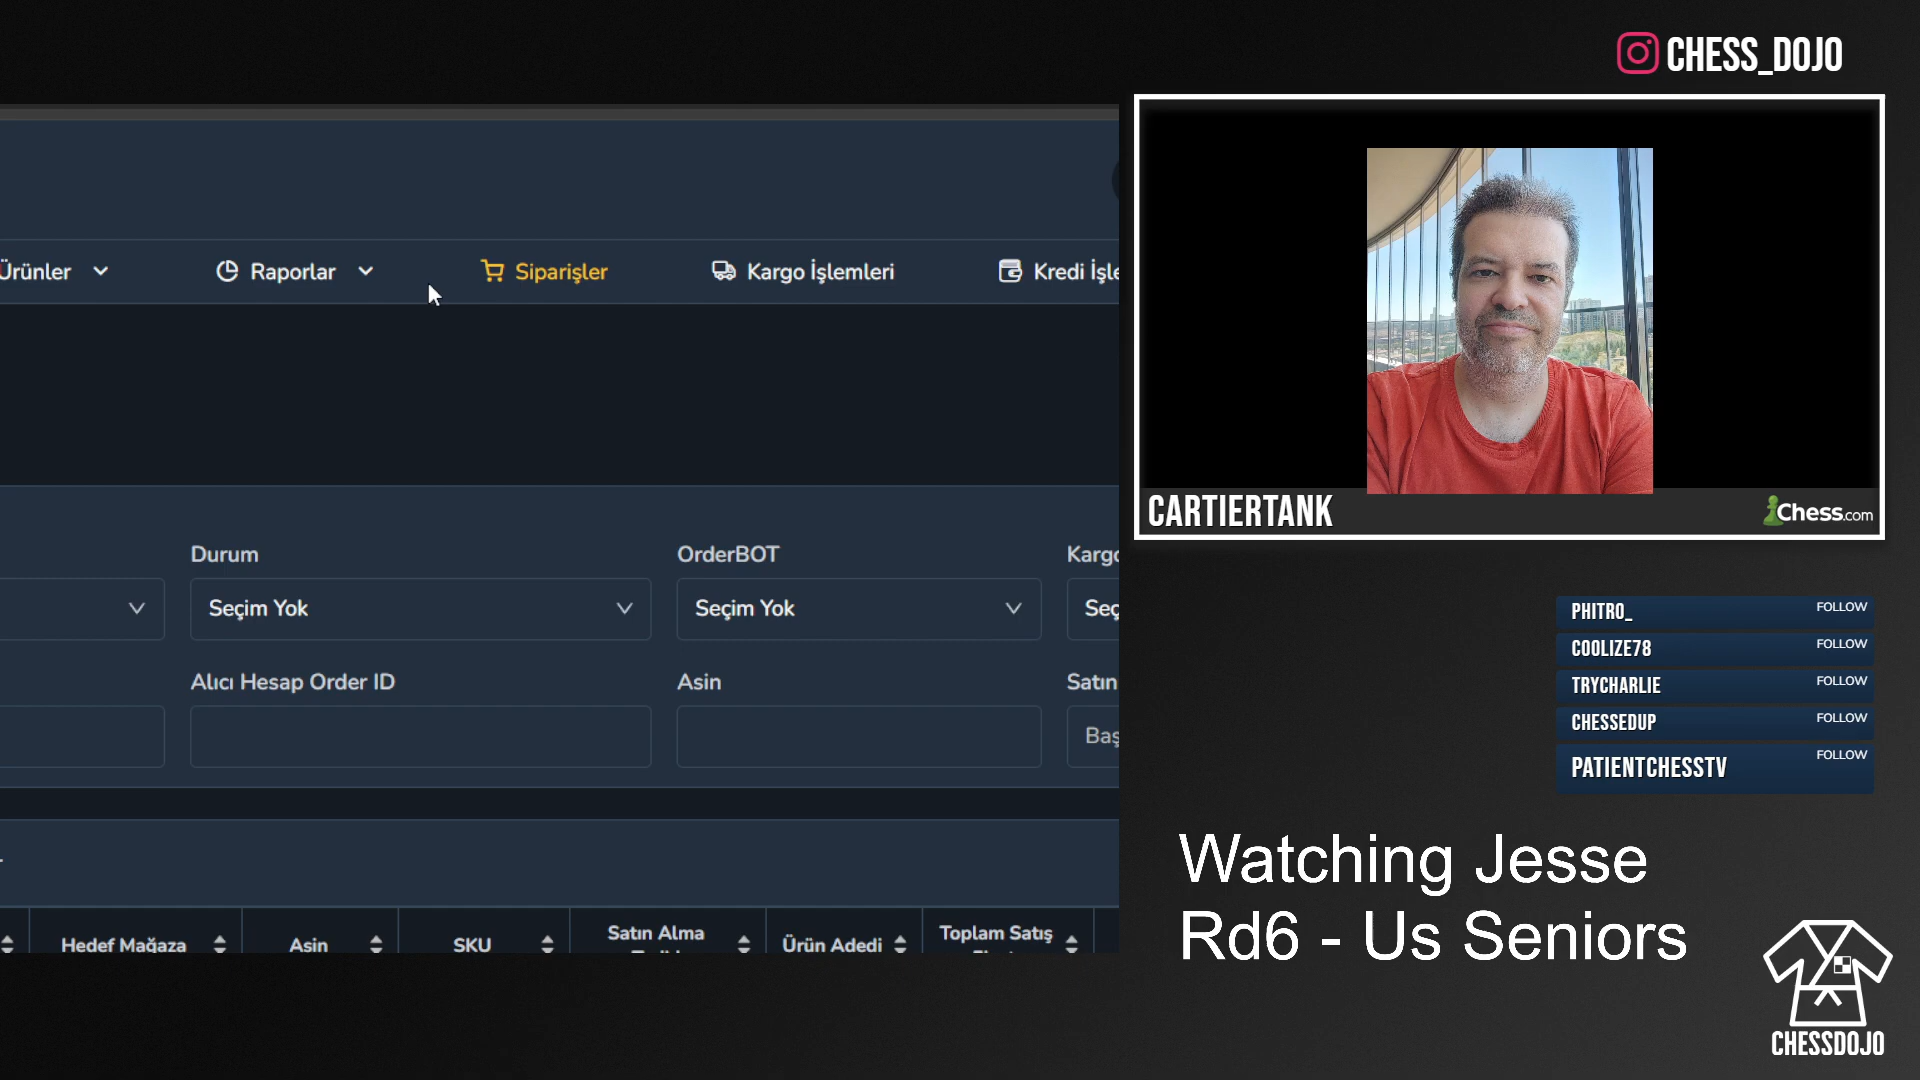 CHESS_DOJO
Ürünler
Raporlar
Siparişler
Kargo İşlemleri
Kredi İşle
CARTIERTANK
Chess.com
Durum
OrderBOT
Kargo
Seçim Yok
Seçim Yok
Seç
Alıcı Hesap Order ID
Asin
Satın
Baş
Hedef Mağaza
Asin
SKU
Satın Alma
Ürün Adedi
Toplam Satış
PHITRO_ FOLLOW
COOLIZE78 FOLLOW
TRYCHARLIE FOLLOW
CHESSEDUP FOLLOW
PATIENTCHESSTV FOLLOW
Watching Jesse
Rd6 - Us Seniors
CHESSDOJO